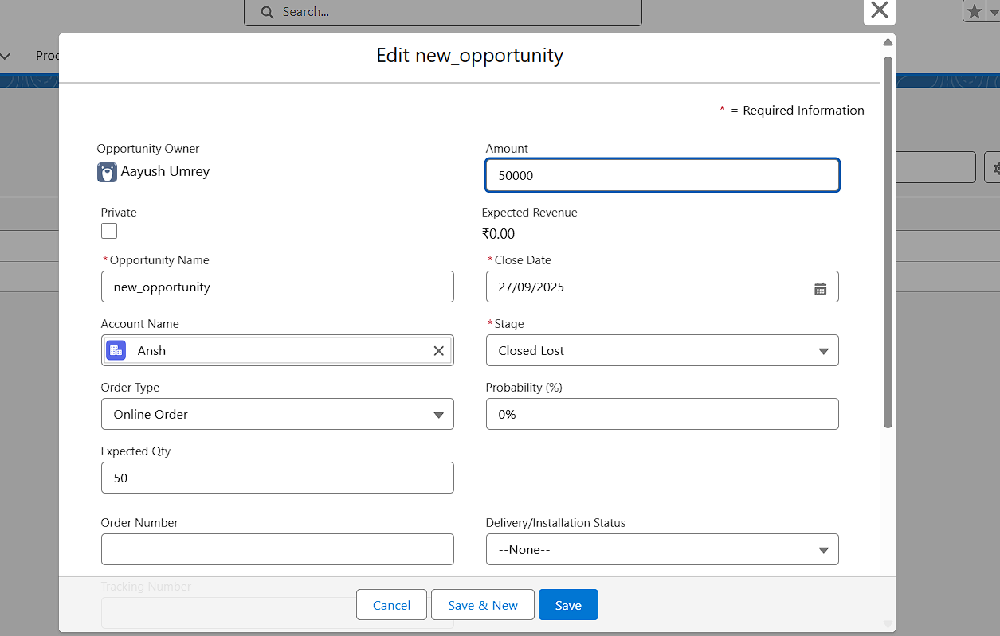 Search...
Proc
Edit new_opportunity
* = Required Information
Opportunity Owner
Aayush Umrey
Amount
50000
Private
Expected Revenue
₹0.00
*Opportunity Name
new_opportunity
*Close Date
27/09/2025
Account Name
Ansh
*Stage
Closed Lost
Order Type
Online Order
Probability (%)
0%
Expected Qty
50
Order Number
Delivery/Installation Status
--None--
Tracking Number
Cancel
Save & New
Save